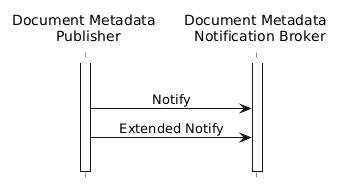 Document Metadata
Publisher
Document Metadata
Notification Broker
Notify
Extended Notify